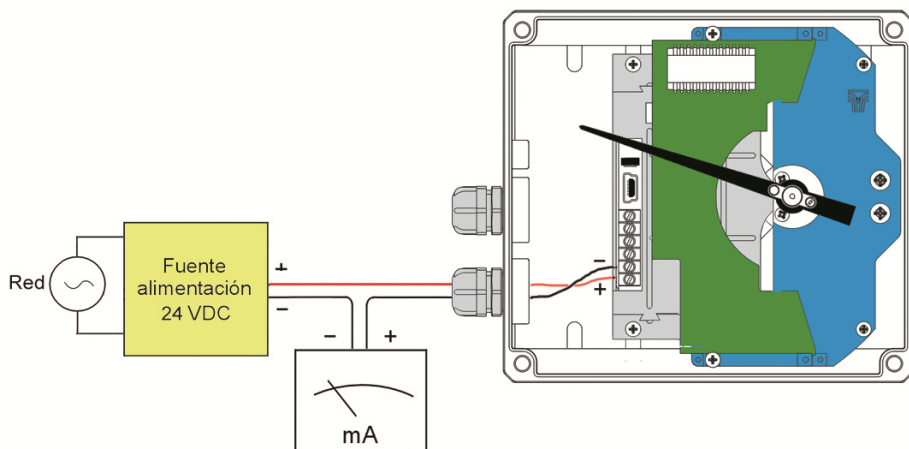 Red
Fuente
alimentación
24 VDC
+
−
−
+
mA
−
+